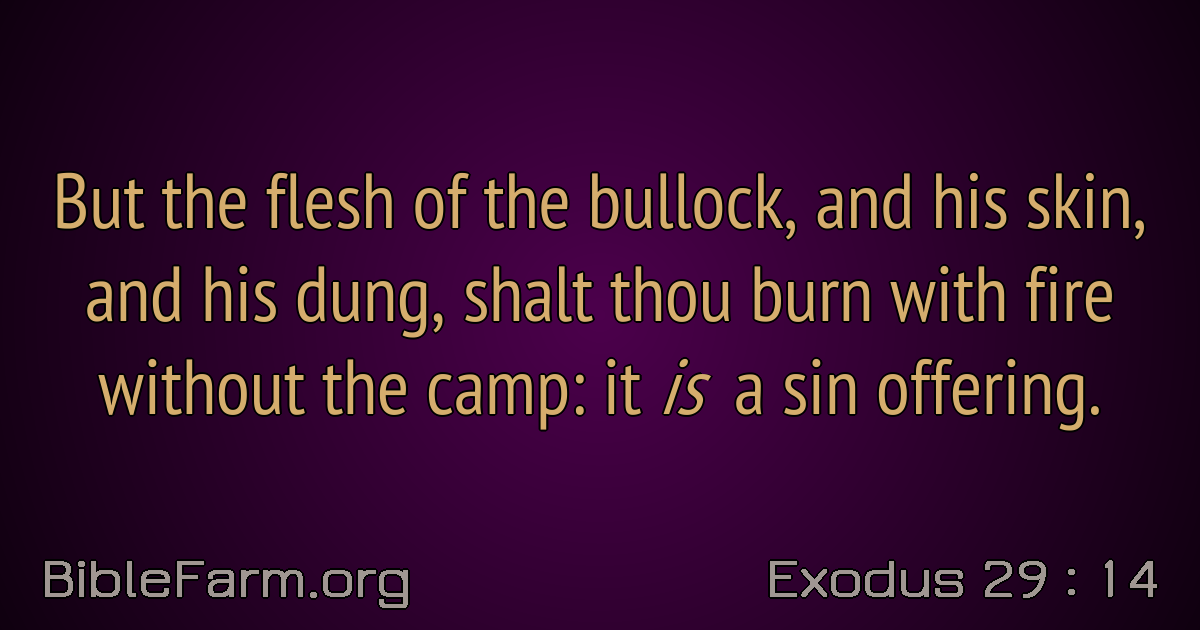 But the flesh of the bullock, and his skin,
and his dung, shalt thou burn with fire
without the camp: it is a sin offering.
BibleFarm.org
Exodus 29 : 14